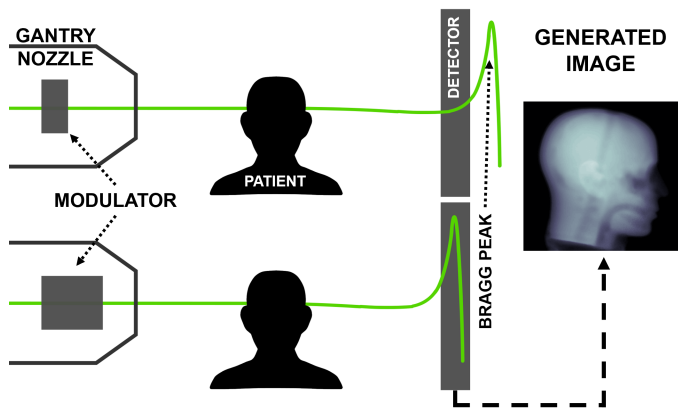 GANTRY
NOZZLE
MODULATOR
PATIENT
DETECTOR
BRAGG PEAK
GENERATED
IMAGE